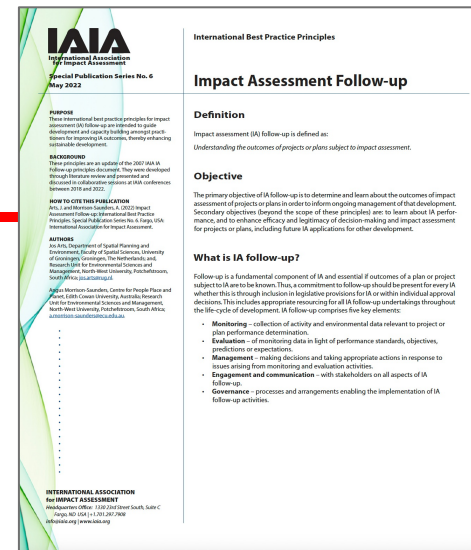 IAIA
International Association
for Impact Assessment
Special Publication Series No. 6
May 2022
PURPOSE
These international best practice principles for impact
assessment (IA) follow-up are intended to guide
development and capacity building amongst practi-
tioners for improving IA outcomes, thereby enhancing
sustainable development.
BACKGROUND
These principles are an update of the 2007 IAIA IA
Follow-up principles document. They were developed
through literature review and presented and
discussed in collaborative sessions at IAIA conferences
between 2018 and 2022.
HOW TO CITE THIS PUBLICATION
Arts, J. and Morrison-Saunders, A. (2022) Impact
Assessment Follow-up: International Best Practice
Principles. Special Publication Series No. 6. Fargo, USA:
International Association for Impact Assessment.
AUTHORS
Jos Arts, Department of Spatial Planning and
Environment, Faculty of Spatial Sciences, University
of Groningen, Groningen, The Netherlands; and,
Research Unit for Environmental Sciences and
Management, North-West University, Potchefstroom,
South Africa; jos.arts@rug.nl
Angus Morrison-Saunders, Centre for People Place and
Planet, Edith Cowan University, Australia; Research
Unit for Environmental Sciences and Management,
North-West University, Potchefstroom, South Africa;
a.morrison-saunders@ecu.edu.au
INTERNATIONAL ASSOCIATION
for IMPACT ASSESSMENT
Headquarters Office: 1330 23rd Street South, Suite C
Fargo, ND USA | +1.701.297.7908
info@iaia.org | www.iaia.org
International Best Practice Principles
Impact Assessment Follow-up
Definition
Impact assessment (IA) follow-up is defined as:
Understanding the outcomes of projects or plans subject to impact assessment.
Objective
The primary objective of IA follow-up is to determine and learn about the outcomes of impact
assessment of projects or plans in order to inform ongoing management of that development.
Secondary objectives (beyond the scope of these principles) are: to learn about IA perfor-
mance, and to enhance efficacy and legitimacy of decision-making and impact assessment
for projects or plans, including future IA applications for other development.
What is IA follow-up?
Follow-up is a fundamental component of IA and essential if outcomes of a plan or project
subject to IA are to be known. Thus, a commitment to follow-up should be present for every IA
whether this is through inclusion in legislative provisions for IA or within individual approval
decisions. This includes appropriate resourcing for all IA follow-up undertakings throughout
the life-cycle of development. IA follow-up comprises five key elements:
• Monitoring – collection of activity and environmental data relevant to project or
plan performance determination.
• Evaluation – of monitoring data in light of performance standards, objectives,
predictions or expectations.
• Management – making decisions and taking appropriate actions in response to
issues arising from monitoring and evaluation activities.
• Engagement and communication – with stakeholders on all aspects of IA
follow-up.
• Governance – processes and arrangements enabling the implementation of IA
follow-up activities.